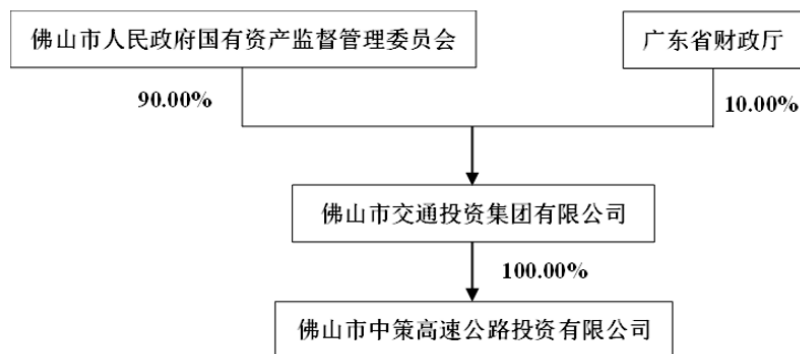 佛山市人民政府国有资产监督管理委员会
广东省财政厅
90.00%
10.00%
佛山市交通投资集团有限公司
100.00%
佛山市中策高速公路投资有限公司